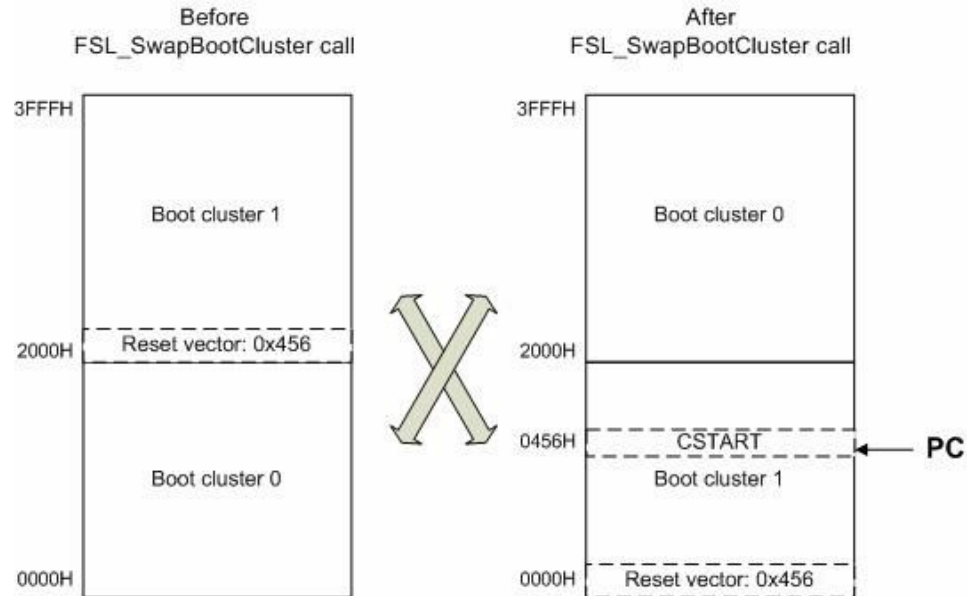 Before
FSL_SwapBootCluster call
3FFFH
Boot cluster 1
Reset vector: 0x456
2000H
Boot cluster 0
0000H
After
FSL_SwapBootCluster call
3FFFH
Boot cluster 0
2000H
0456H
CSTART
PC
Boot cluster 1
0000H
Reset vector: 0x456